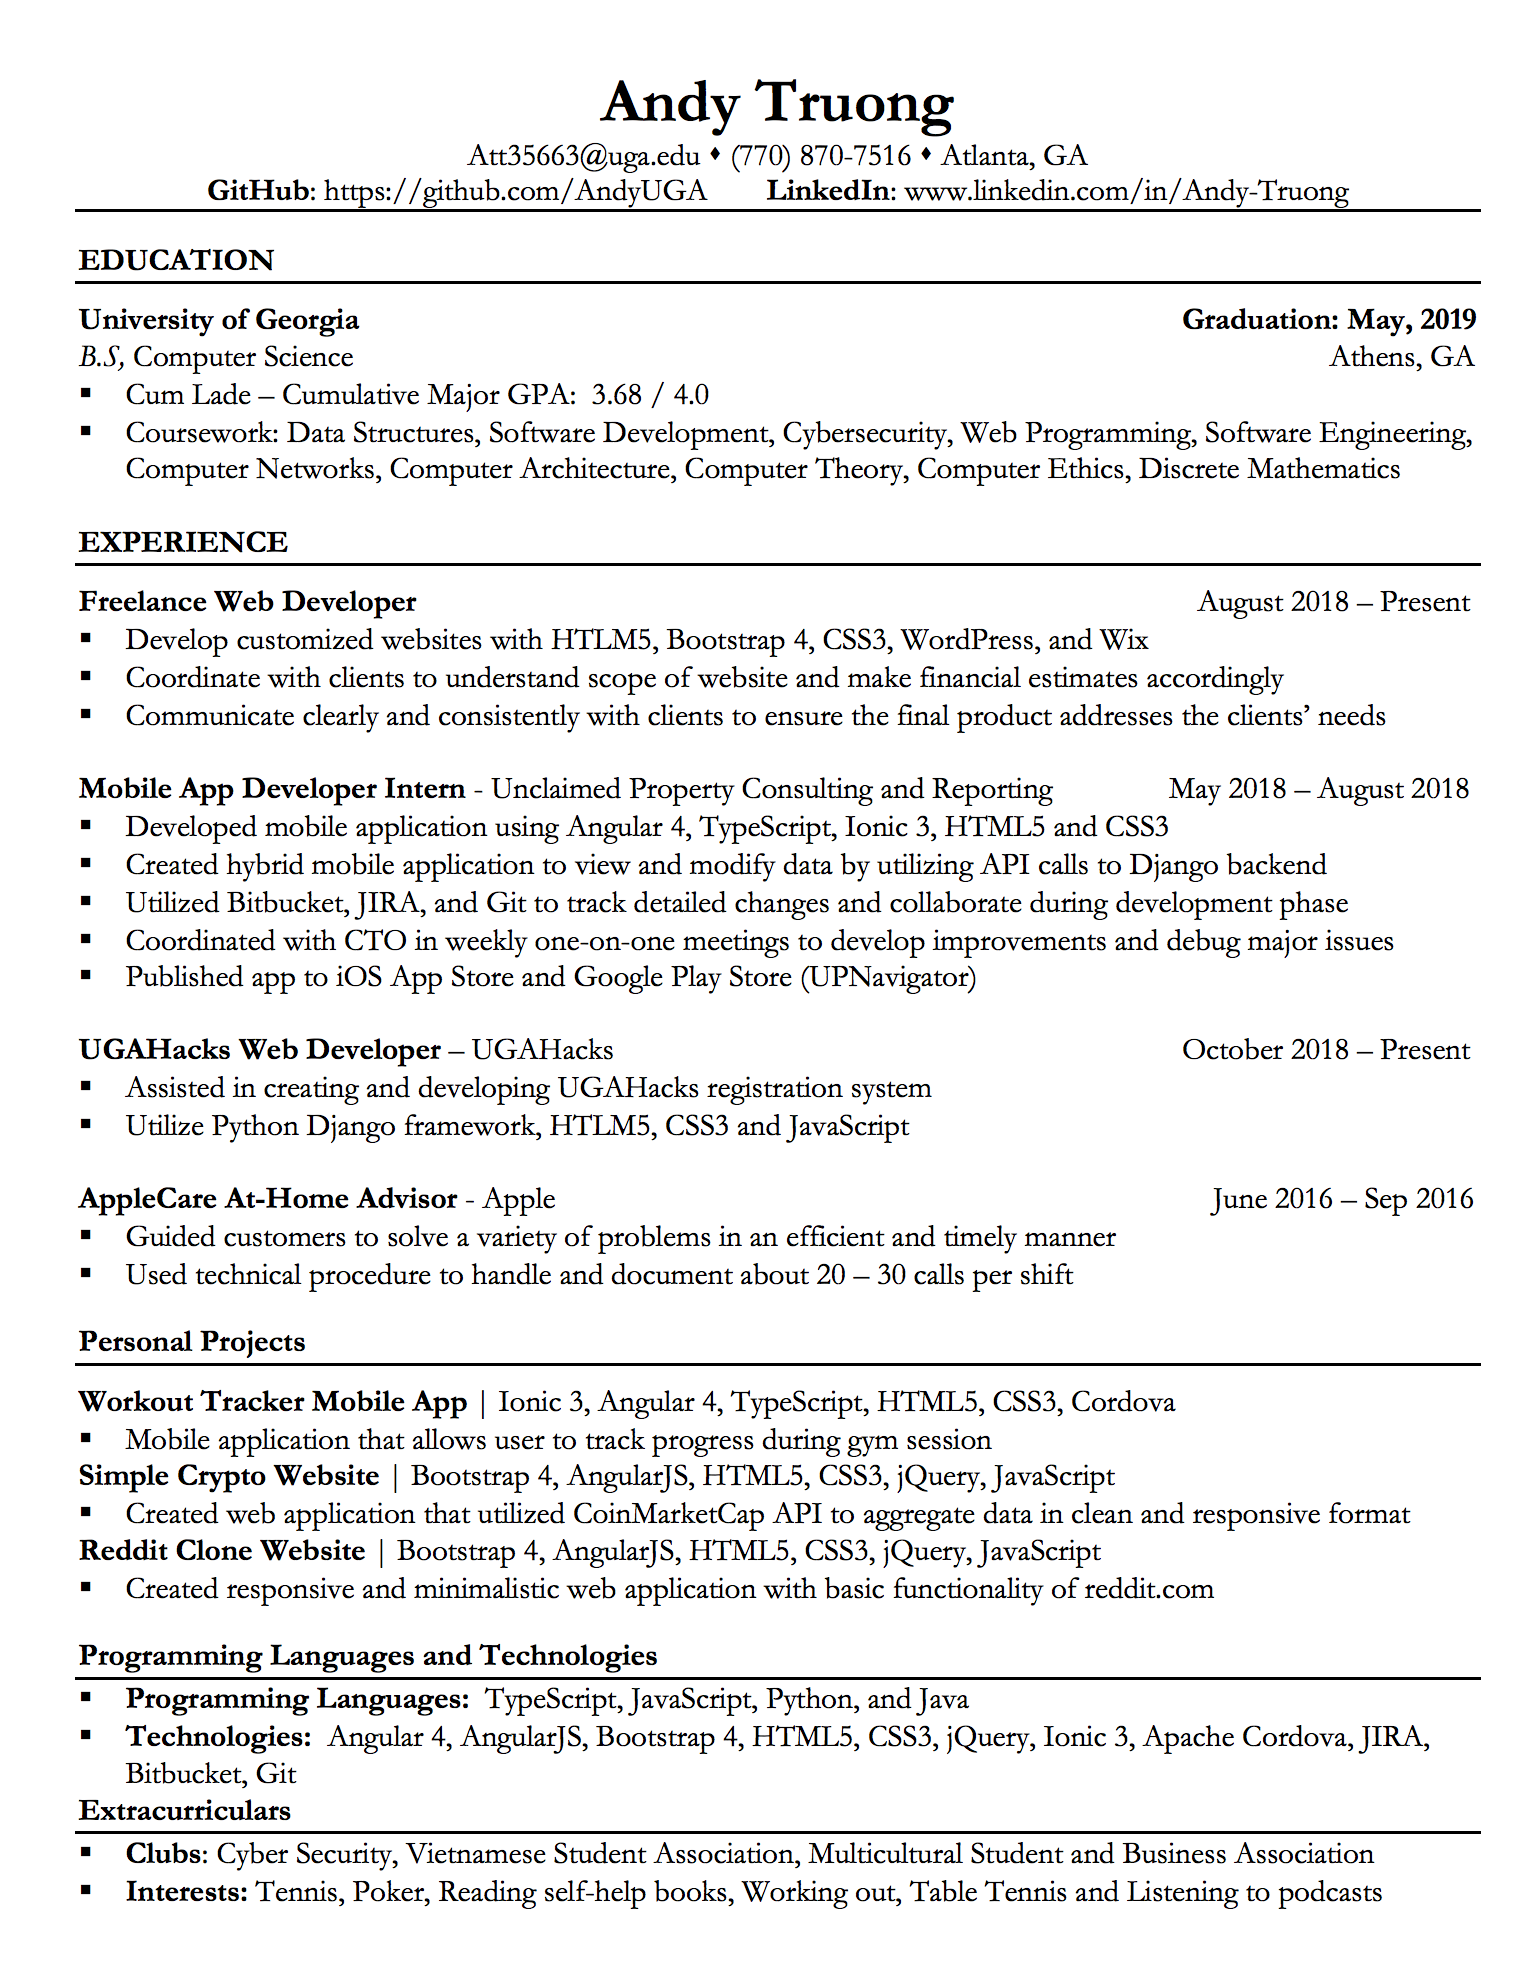 Andy Truong
Att35663@uga.edu ♦ (770) 870-7516 ♦ Atlanta, GA
GitHub: https://github.com/AndyUGA LinkedIn: www.linkedin.com/in/Andy-Truong
EDUCATION
University of Georgia Graduation: May, 2019
B.S, Computer Science Athens, GA
▪ Cum Lade – Cumulative Major GPA: 3.68 / 4.0
▪ Coursework: Data Structures, Software Development, Cybersecurity, Web Programming, Software Engineering,
Computer Networks, Computer Architecture, Computer Theory, Computer Ethics, Discrete Mathematics
EXPERIENCE
Freelance Web Developer August 2018 – Present
▪ Develop customized websites with HTLM5, Bootstrap 4, CSS3, WordPress, and Wix
▪ Coordinate with clients to understand scope of website and make financial estimates accordingly
▪ Communicate clearly and consistently with clients to ensure the final product addresses the clients’ needs
Mobile App Developer Intern - Unclaimed Property Consulting and Reporting May 2018 – August 2018
▪ Developed mobile application using Angular 4, TypeScript, Ionic 3, HTML5 and CSS3
▪ Created hybrid mobile application to view and modify data by utilizing API calls to Django backend
▪ Utilized Bitbucket, JIRA, and Git to track detailed changes and collaborate during development phase
▪ Coordinated with CTO in weekly one-on-one meetings to develop improvements and debug major issues
▪ Published app to iOS App Store and Google Play Store (UPNavigator)
UGAHacks Web Developer – UGAHacks October 2018 – Present
▪ Assisted in creating and developing UGAHacks registration system
▪ Utilize Python Django framework, HTLM5, CSS3 and JavaScript
AppleCare At-Home Advisor - Apple June 2016 – Sep 2016
▪ Guided customers to solve a variety of problems in an efficient and timely manner
▪ Used technical procedure to handle and document about 20 – 30 calls per shift
Personal Projects
Workout Tracker Mobile App | Ionic 3, Angular 4, TypeScript, HTML5, CSS3, Cordova
▪ Mobile application that allows user to track progress during gym session
Simple Crypto Website | Bootstrap 4, AngularJS, HTML5, CSS3, jQuery, JavaScript
▪ Created web application that utilized CoinMarketCap API to aggregate data in clean and responsive format
Reddit Clone Website | Bootstrap 4, AngularJS, HTML5, CSS3, jQuery, JavaScript
▪ Created responsive and minimalistic web application with basic functionality of reddit.com
Programming Languages and Technologies
▪ Programming Languages: TypeScript, JavaScript, Python, and Java
▪ Technologies: Angular 4, AngularJS, Bootstrap 4, HTML5, CSS3, jQuery, Ionic 3, Apache Cordova, JIRA,
Bitbucket, Git
Extracurriculars
▪ Clubs: Cyber Security, Vietnamese Student Association, Multicultural Student and Business Association
▪ Interests: Tennis, Poker, Reading self-help books, Working out, Table Tennis and Listening to podcasts